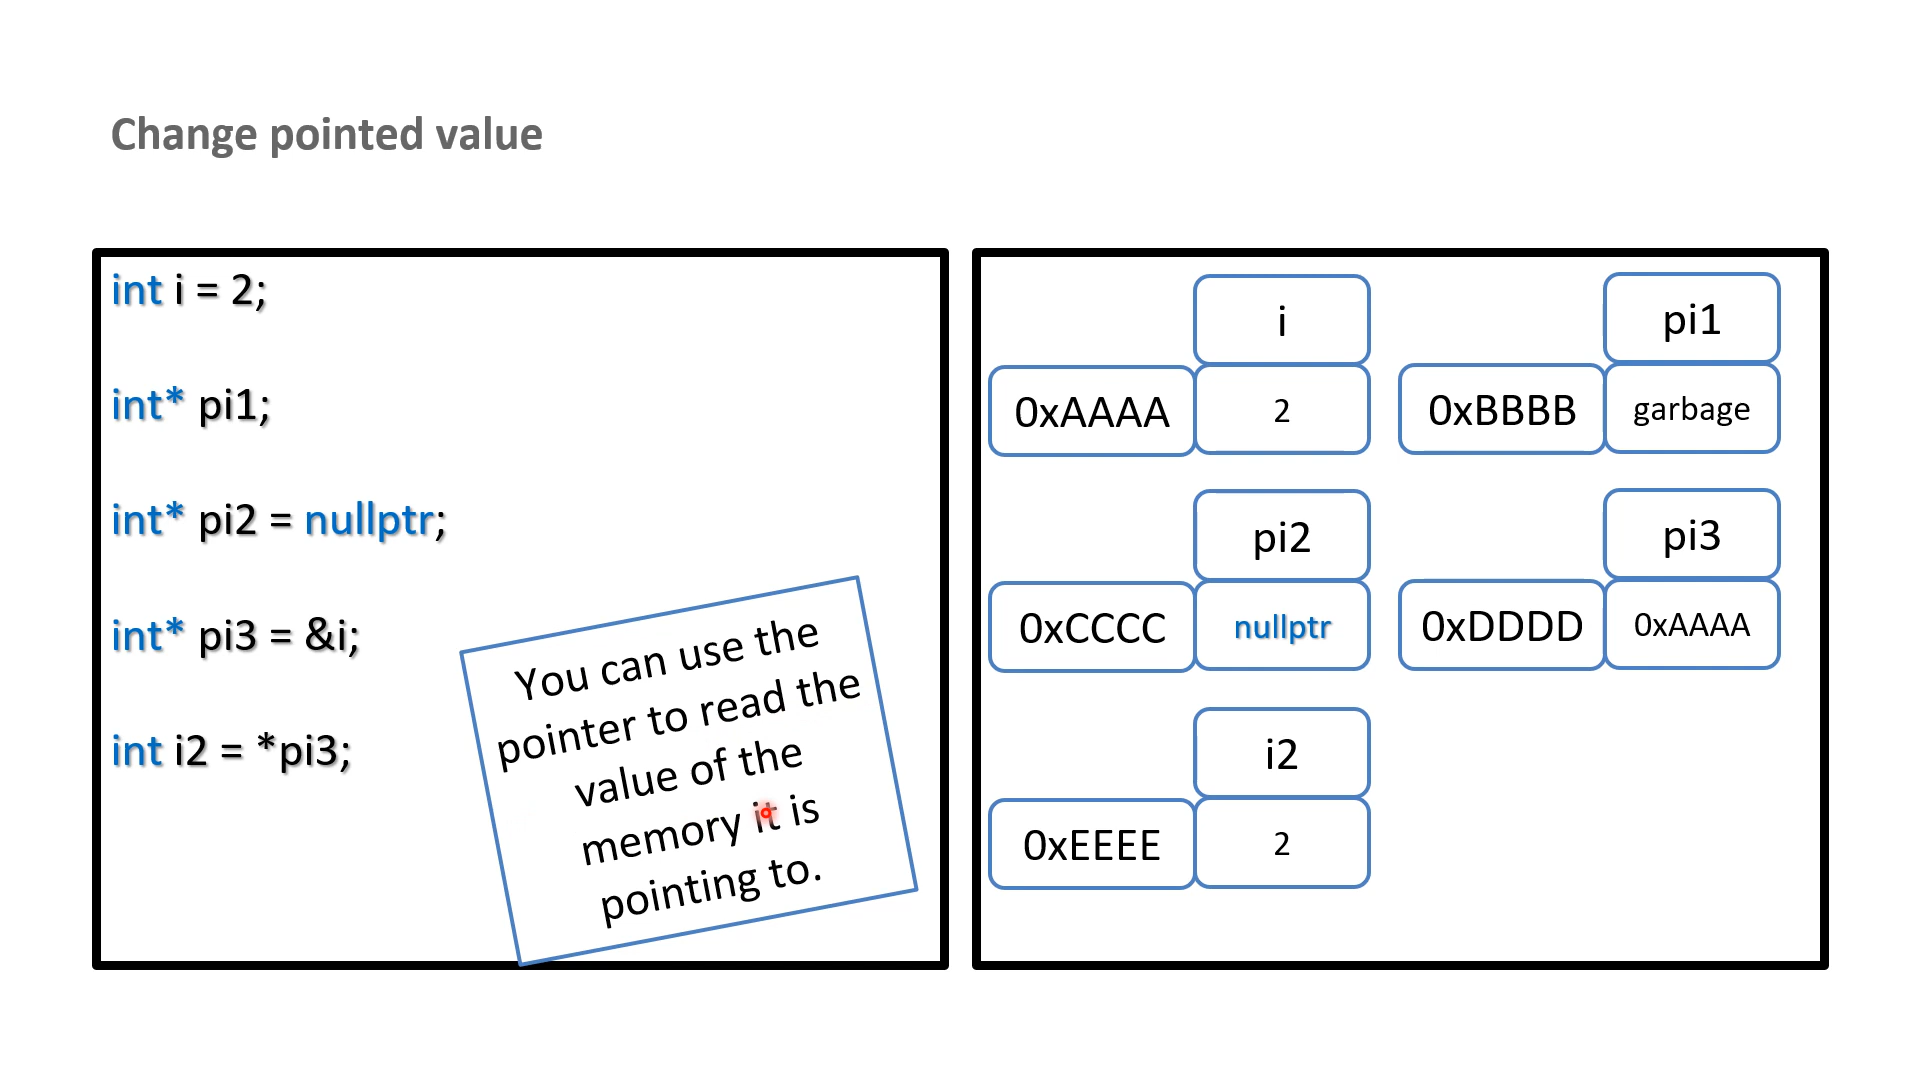 Change pointed value
int i = 2;
int* pi1;
int* pi2 = nullptr;
int* pi3 = &i;
int i2 = *pi3;
You can use the
pointer to read the
value of the
memory it is
pointing to.
i
0xAAAA 2
pi1
0xBBBB garbage
pi2
0xCCCC nullptr
pi3
0xDDDD 0xAAAA
i2
0xEEEE 2